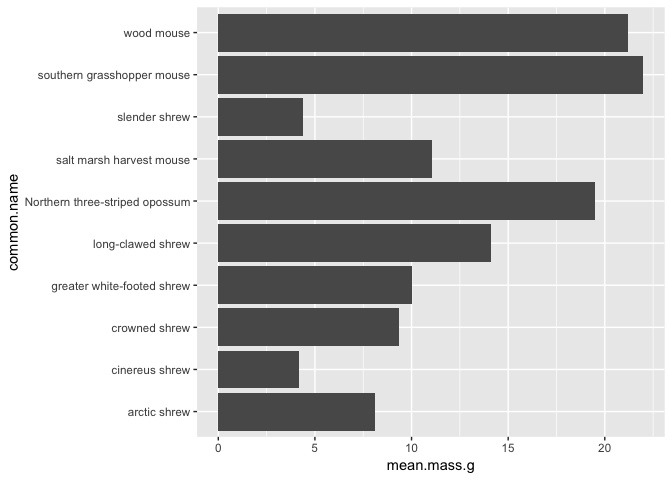 wood mouse
southern grasshopper mouse
slender shrew
salt marsh harvest mouse
Northern three-striped opossum
long-clawed shrew
greater white-footed shrew
crowned shrew
cinereus shrew
arctic shrew
common.name
0 5 10 15 20
mean.mass.g